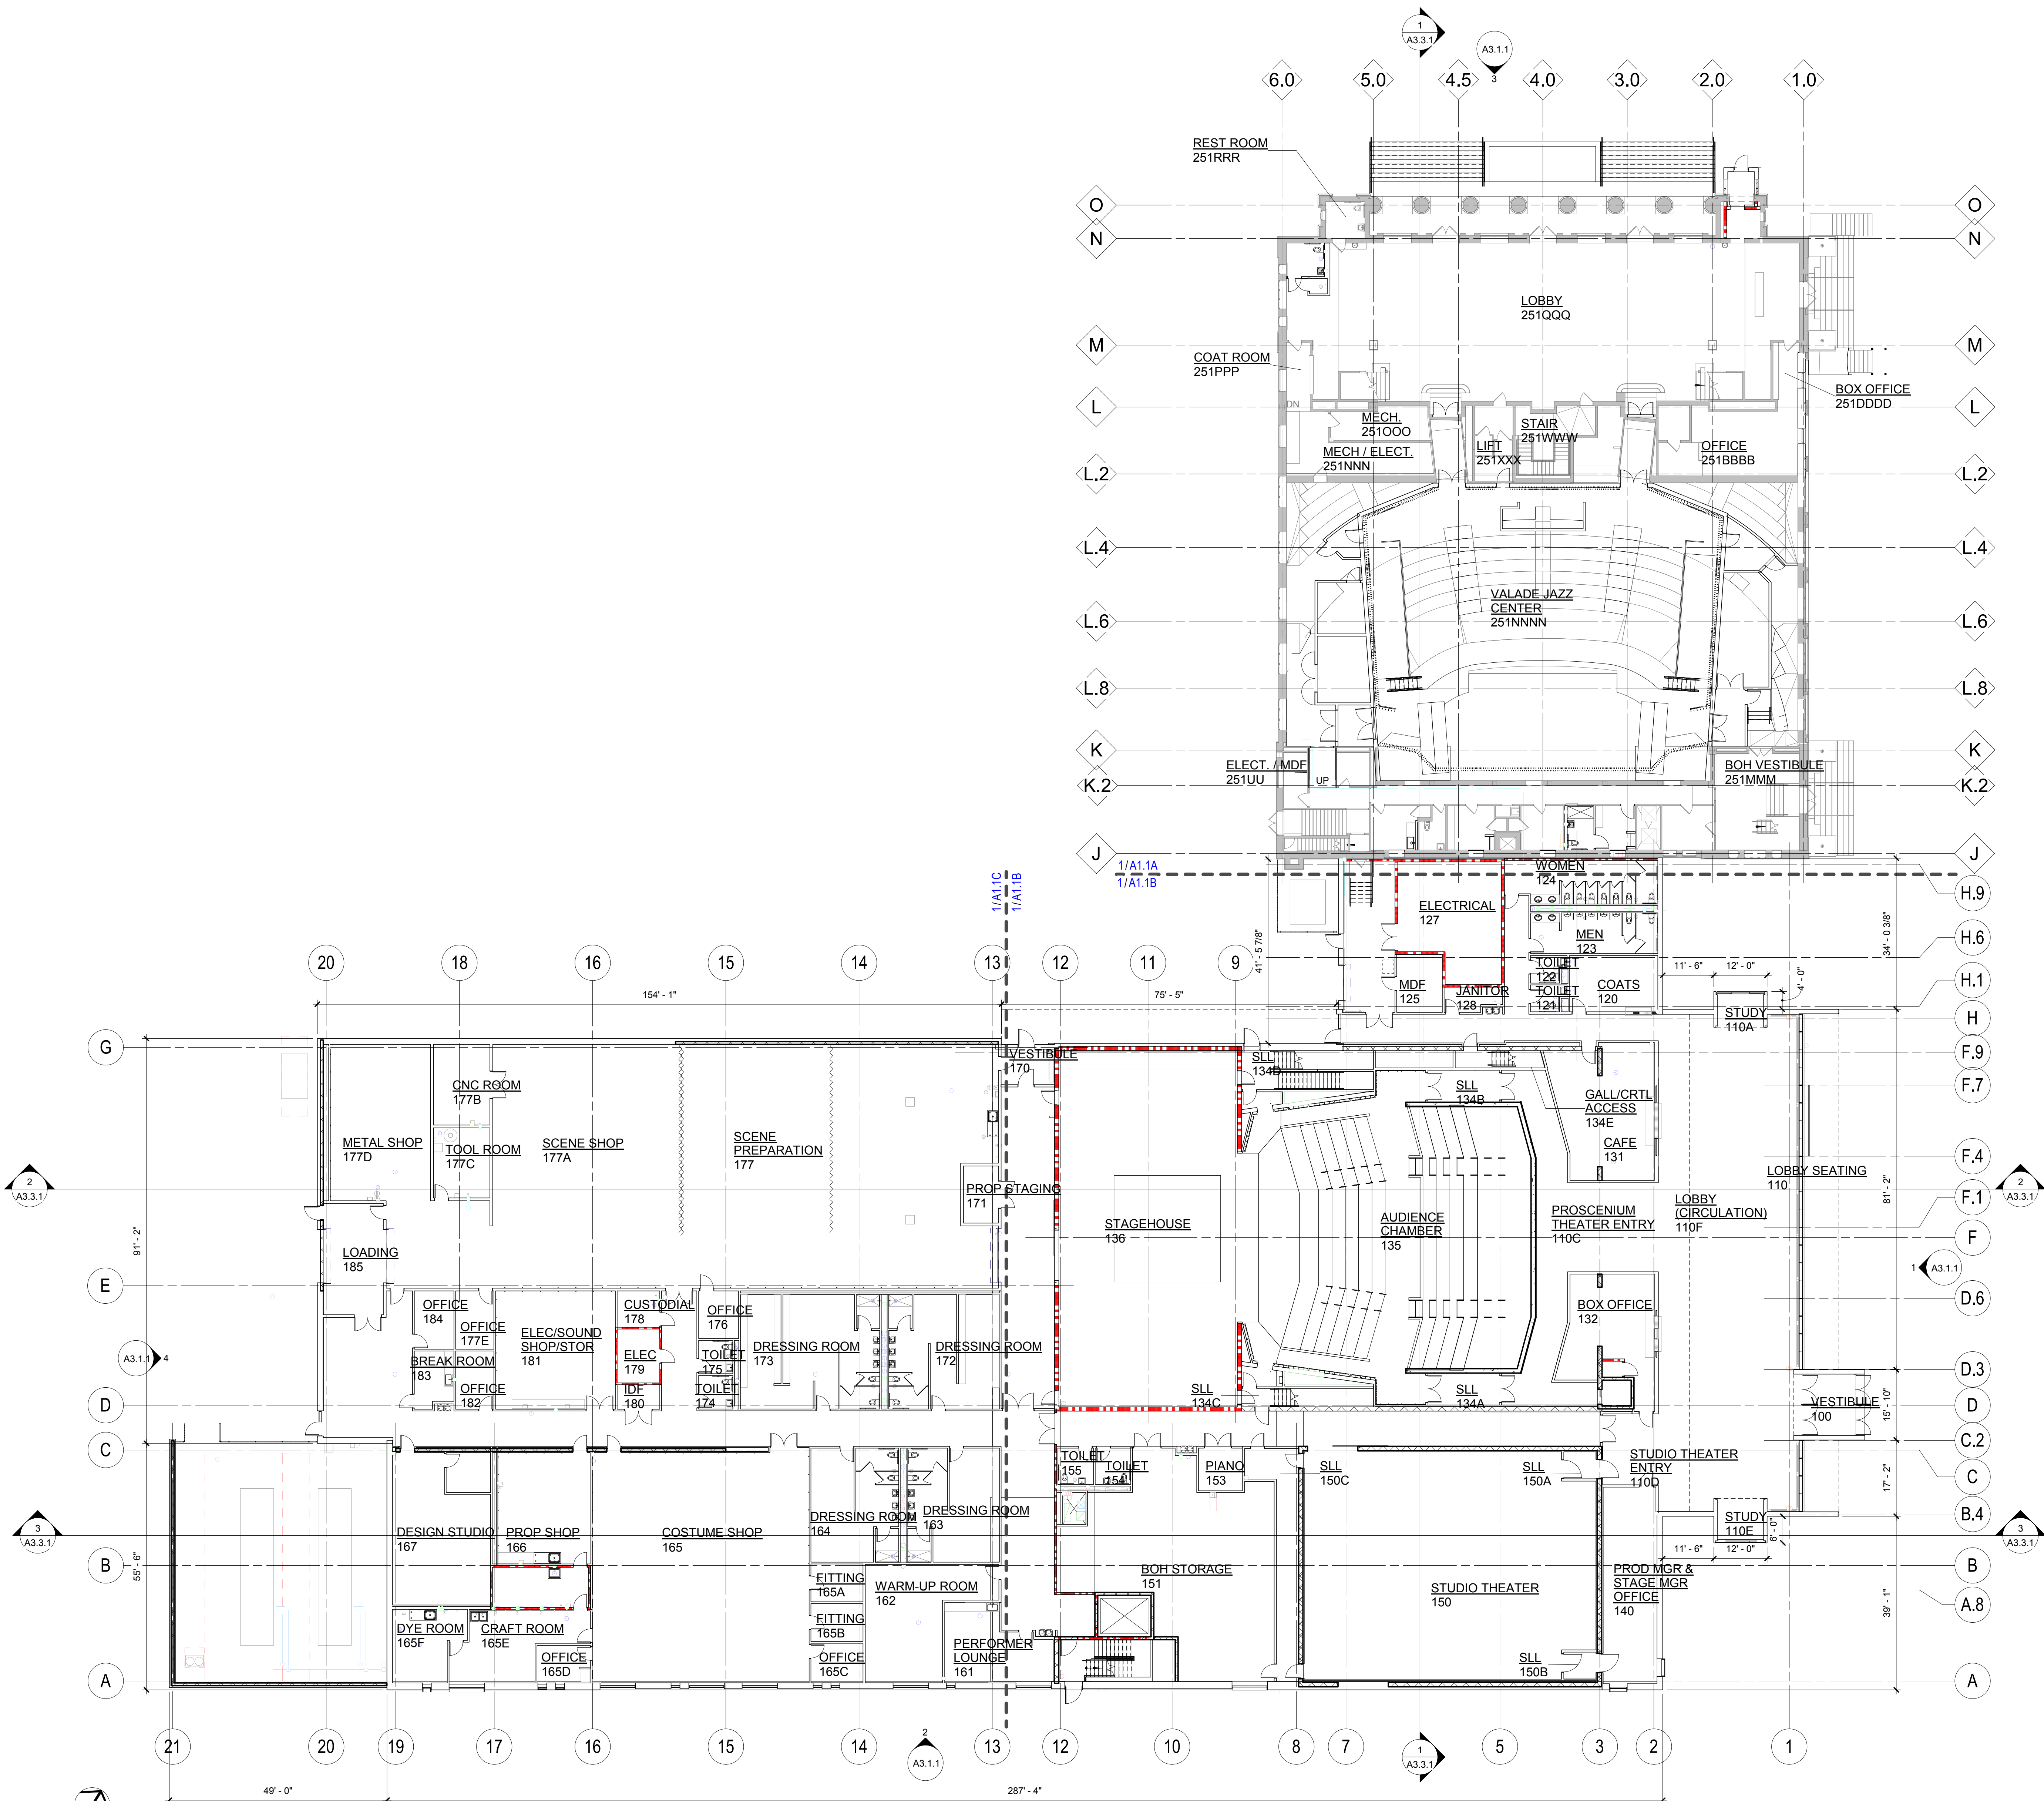 1
A3.3.1
A3.1.1
3
6.0
5.0
4.5
4.0
3.0
2.0
1.0
REST ROOM
251RRR
O
O
N
N
LOBBY
251QQQ
M
M
COAT ROOM
251PPP
BOX OFFICE
251DDDD
DN
L
L
MECH.
251OOO
STAIR
251WWW
LIFT
251XXX
OFFICE
251BBBB
MECH / ELECT.
251NNN
L.2
L.2
L.4
L.4
VALADE JAZZ
CENTER
251NNNN
L.6
L.6
L.8
L.8
K
K
ELECT. / MDF
251UU
UP
BOH VESTIBULE
251MMM
K.2
K.2
J
J
1/A1.1A
1/A1.1B
1/A1.1C
1/A1.1B
WOMEN
124
H.9
ELECTRICAL
127
MEN
123
41' - 5 7/8"
34' - 0 3/8"
H.6
20
18
16
15
14
13
12
11
9
TOILET
122
11' - 6"
12' - 0"
4' - 0"
154' - 1"
75' - 5"
MDF
125
JANITOR
128
TOILET
121
COATS
120
H.1
STUDY
110A
H
G
VESTIBULE
170
SLL
134D
F.9
CNC ROOM
177B
SLL
134B
GALL/CRTL
ACCESS
134E
F.7
METAL SHOP
177D
TOOL ROOM
177C
SCENE SHOP
177A
SCENE
PREPARATION
177
CAFE
131
F.4
2
A3.3.1
LOBBY SEATING
110
2
A3.3.1
PROP STAGING
171
STAGEHOUSE
136
AUDIENCE
CHAMBER
135
PROSCENIUM
THEATER ENTRY
110C
LOBBY
(CIRCULATION)
110F
F.1
81' - 2"
F
91' - 2"
LOADING
185
1
A3.1.1
E
OFFICE
184
OFFICE
177E
ELEC/SOUND
SHOP/STOR
181
CUSTODIAL
178
OFFICE
176
BOX OFFICE
132
D.6
A3.1.1
4
BREAK ROOM
183
ELEC
179
TOILET
175
DRESSING ROOM
173
DRESSING ROOM
172
D.3
OFFICE
182
IDF
180
TOILET
174
SLL
134C
SLL
134A
VESTIBULE
100
15' - 10"
D
D
C.2
C
TOILET
155
TOILET
154
PIANO
153
SLL
150C
SLL
150A
STUDIO THEATER
ENTRY
110D
C
17' - 2"
3
A3.3.1
DESIGN STUDIO
167
PROP SHOP
166
COSTUME SHOP
165
DRESSING ROOM
164
DRESSING ROOM
163
STUDY
110E
6' - 0"
B.4
3
A3.3.1
11' - 6"
12' - 0"
B
55' - 6"
FITTING
165A
WARM-UP ROOM
162
BOH STORAGE
151
STUDIO THEATER
150
PROD MGR &
STAGE MGR
OFFICE
140
B
A.8
39' - 1"
DYE ROOM
165F
CRAFT ROOM
165E
FITTING
165B
OFFICE
165D
OFFICE
165C
PERFORMER
LOUNGE
161
SLL
150B
A
A
21
20
19
17
16
15
14
13
12
10
8
7
5
3
2
1
2
A3.1.1
1
A3.3.1
49' - 0"
287' - 4"